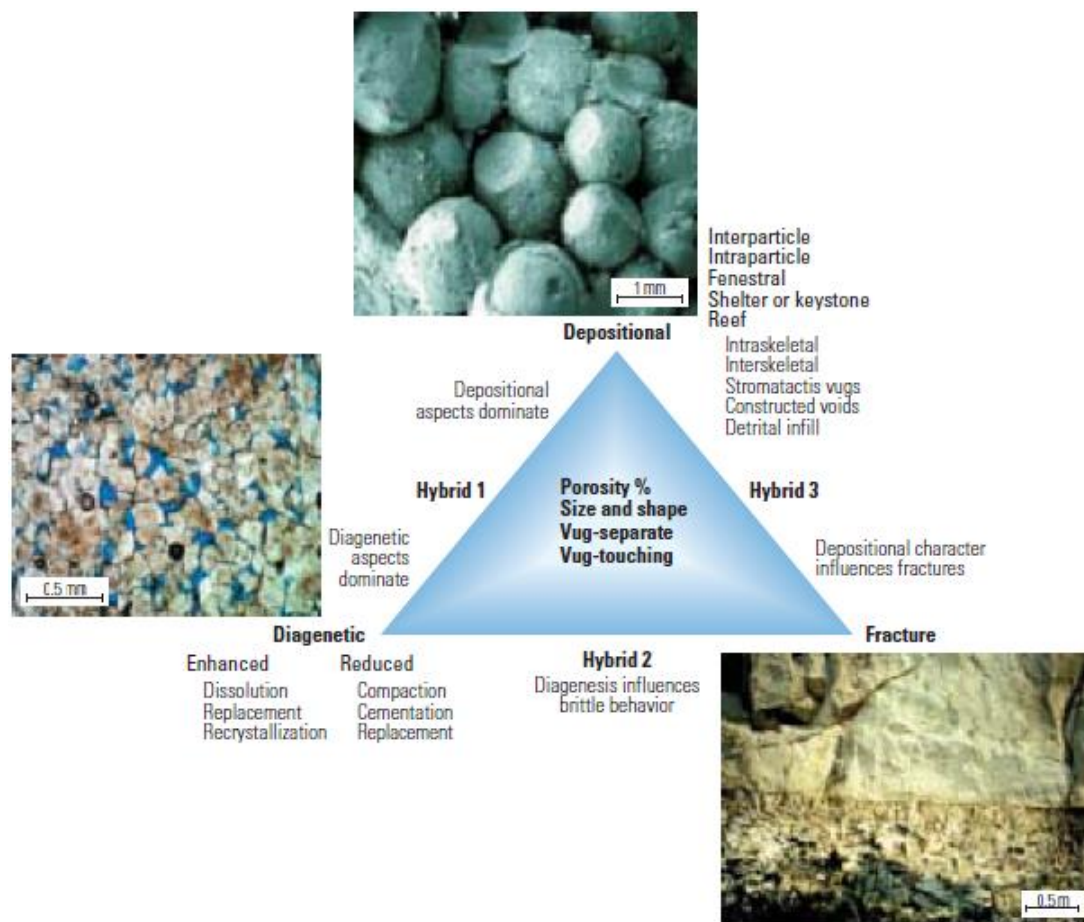 1 mm
Interparticle
Intraparticle
Fenestral
Shelter or keystone
Reef
Intraskeletal
Interskeletal
Stromatactis vugs
Constructed voids
Detrital infill
Depositional
Depositional
aspects dominate
Hybrid 1
Porosity %
Size and shape
Vug-separate
Vug-touching
Hybrid 3
Diagenetic
aspects
dominate
Depositional character
influences fractures
0.5 mm
Diagenetic
Enhanced
Dissolution
Replacement
Recrystallization
Reduced
Compaction
Cementation
Replacement
Hybrid 2
Diagenesis influences
brittle behavior
Fracture
0.5 m